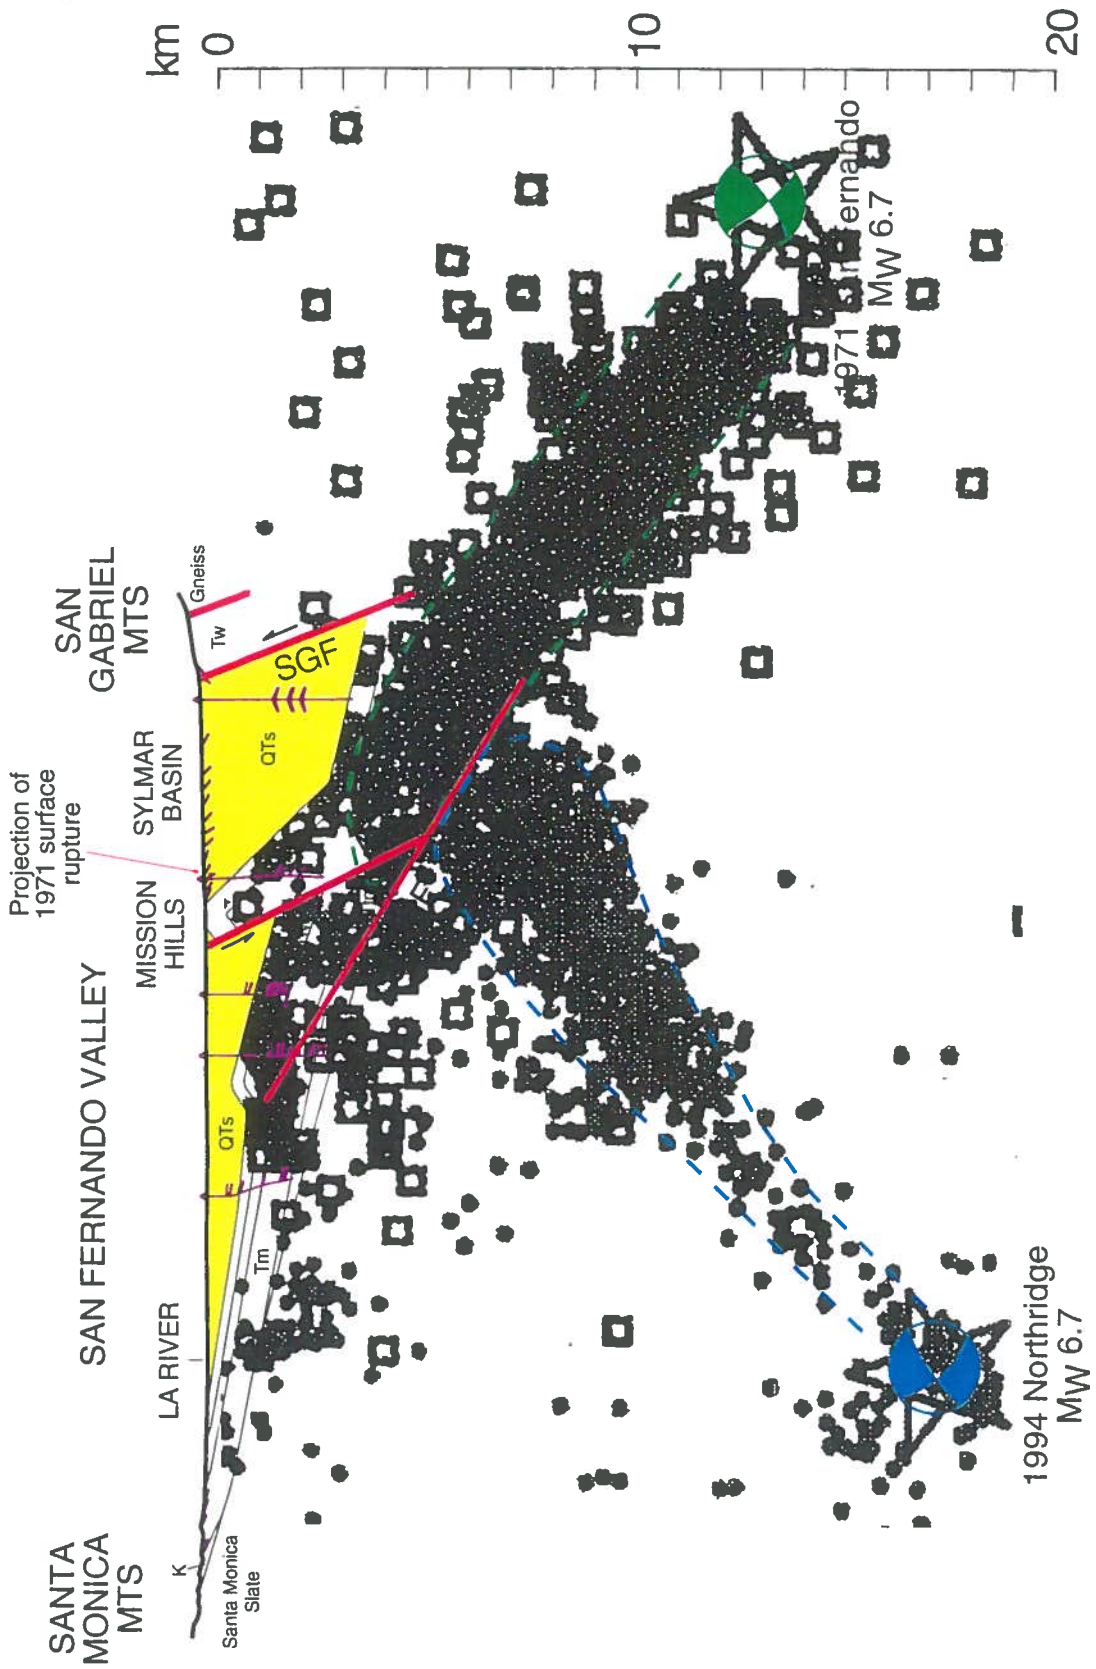 SANTA
MONICA
MTS
SAN FERNANDO VALLEY
LA RIVER
MISSION
HILLS
Projection of
1971 surface
rupture
SYLMAR
BASIN
SAN
GABRIEL
MTS
km
0
10
20
K
Santa Monica
Slate
Tm
QTs
QTs
SGF
Tw
Gneiss
1994 Northridge
Mw 6.7
1971 San Fernando
Mw 6.7